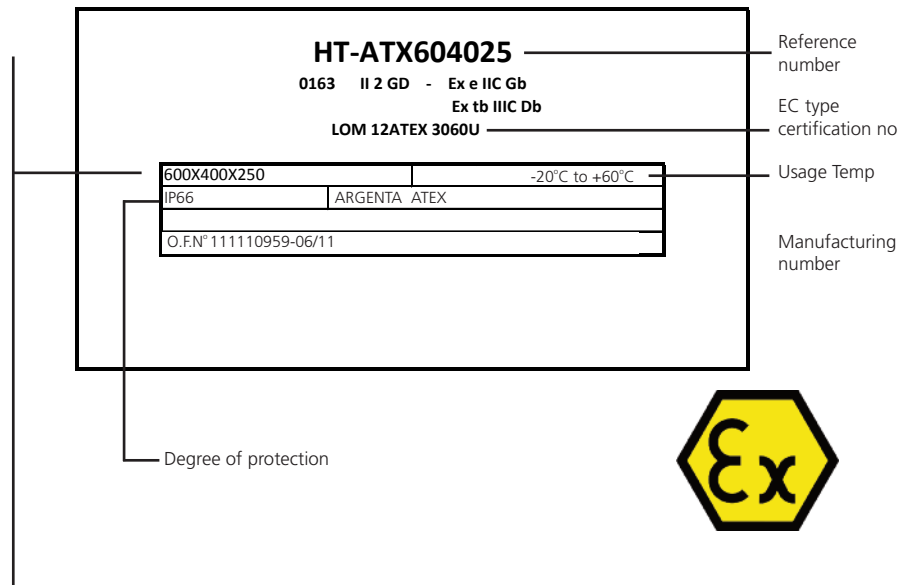 HT-ATX604025
0163 II 2 GD - Ex e IIC Gb
Ex tb IIIC Db
LOM 12ATEX 3060U
600X400X250 -20°C to +60°C
IP66 ARGENTA ATEX
O.F.N° 111110959-06/11
Reference
number
EC type
certification no
Usage Temp
Manufacturing
number
Degree of protection
Ex